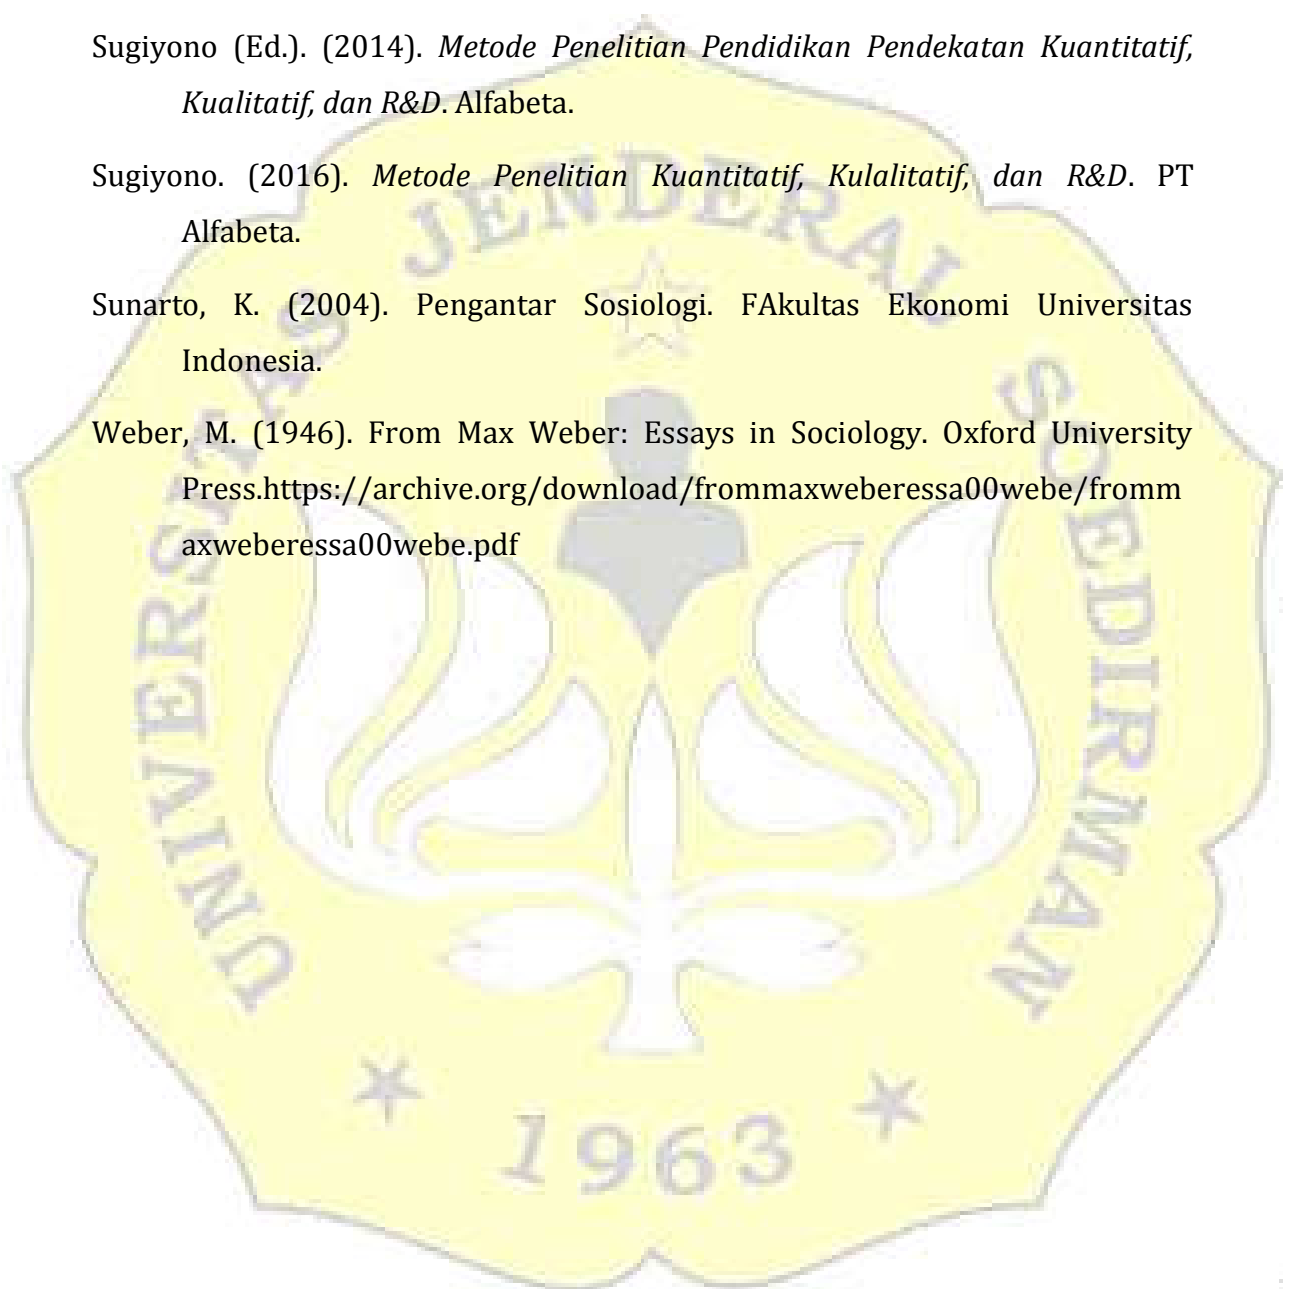 Sugiyono (Ed.). (2014). Metode Penelitian Pendidikan Pendekatan Kuantitatif,
Kualitatif, dan R&D. Alfabeta.
Sugiyono. (2016). Metode Penelitian Kuantitatif, Kulalitatif, dan R&D. PT
Alfabeta.
Sunarto, K. (2004). Pengantar Sosiologi. FAkultas Ekonomi Universitas
Indonesia.
Weber, M. (1946). From Max Weber: Essays in Sociology. Oxford University
Press.https://archive.org/download/frommaxweberessa00webe/fromm
axweberessa00webe.pdf
UNIVERSITAS JENDERAL SOEDIRMAN
1963